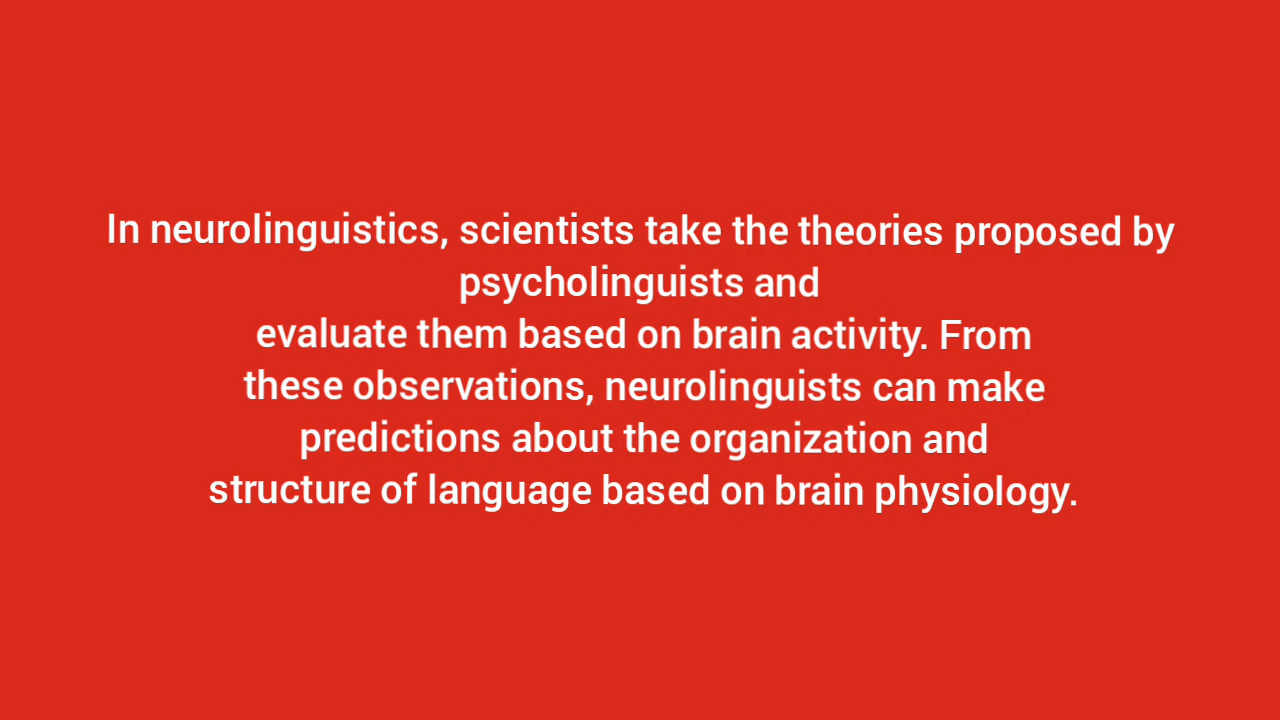 In neurolinguistics, scientists take the theories proposed by
psycholinguists and
evaluate them based on brain activity. From
these observations, neurolinguists can make
predictions about the organization and
structure of language based on brain physiology.